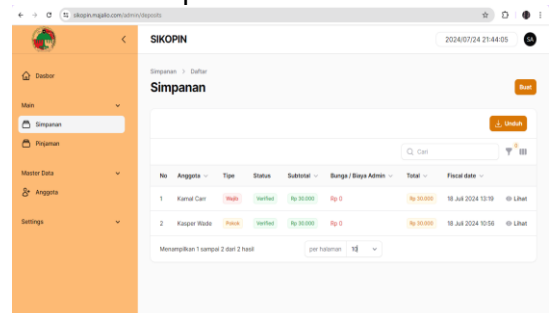 sikopin.majalio.com/admin/deposits
SIKOPIN
2024/07/24 21:44:05
SA
Dasbor
Main
Simpanan
Pinjaman
Master Data
Anggota
Settings
Simpanan > Daftar
Simpanan
Buat
Unduh
Cari
0
No Anggota Tipe Status Subtotal Bunga / Biaya Admin Total Fiscal date
1 Kamal Carr Wajib Verified Rp 50.000 Rp 0 Rp 50.000 18 Juli 2024 13:19 Lihat
2 Kasper Wade Pokok Verified Rp 50.000 Rp 0 Rp 50.000 18 Juli 2024 10:56 Lihat
Menampilkan 1 sampai 2 dari 2 hasil
per halaman 10